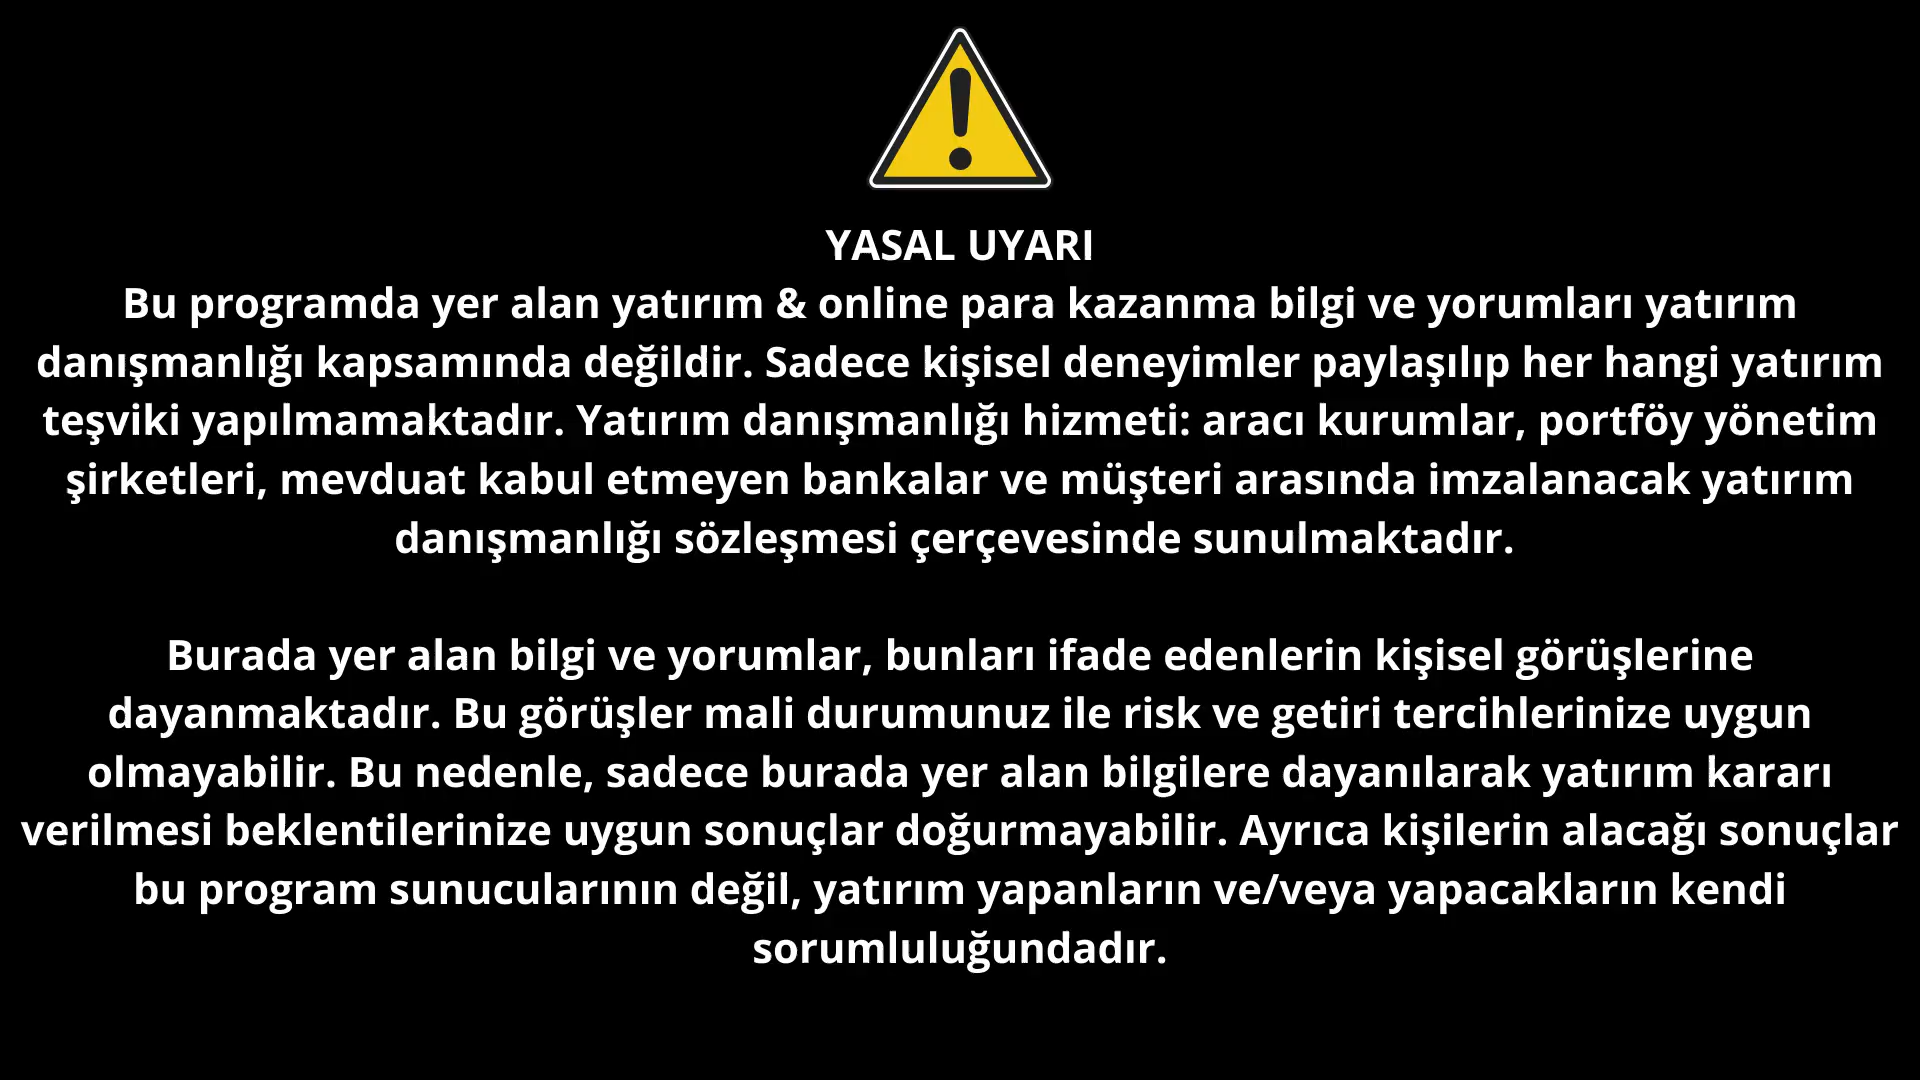 YASAL UYARI
Bu programda yer alan yatırım & online para kazanma bilgi ve yorumları yatırım
danışmanlığı kapsamında değildir. Sadece kişisel deneyimler paylaşılıp her hangi yatırım
teşviki yapılmamaktadır. Yatırım danışmanlığı hizmeti: aracı kurumlar, portföy yönetim
şirketleri, mevduat kabul etmeyen bankalar ve müşteri arasında imzalanacak yatırım
danışmanlığı sözleşmesi çerçevesinde sunulmaktadır.
Burada yer alan bilgi ve yorumlar, bunları ifade edenlerin kişisel görüşlerine
dayanmaktadır. Bu görüşler mali durumunuz ile risk ve getiri tercihlerinize uygun
olmayabilir. Bu nedenle, sadece burada yer alan bilgilere dayanılarak yatırım kararı
verilmesi beklentilerinize uygun sonuçlar doğurmayabilir. Ayrıca kişilerin alacağı sonuçlar
bu program sunucularının değil, yatırım yapanların ve/veya yapacakların kendi
sorumluluğundadır.